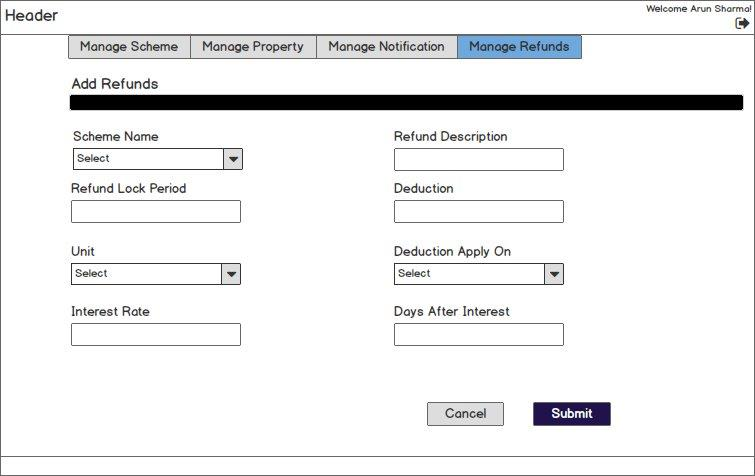 Header
Welcome Arun Sharma!
Manage Scheme Manage Property Manage Notification Manage Refunds
Add Refunds
Scheme Name Refund Description
Select
Refund Lock Period Deduction
Unit Deduction Apply On
Select Select
Interest Rate Days After Interest
Cancel Submit